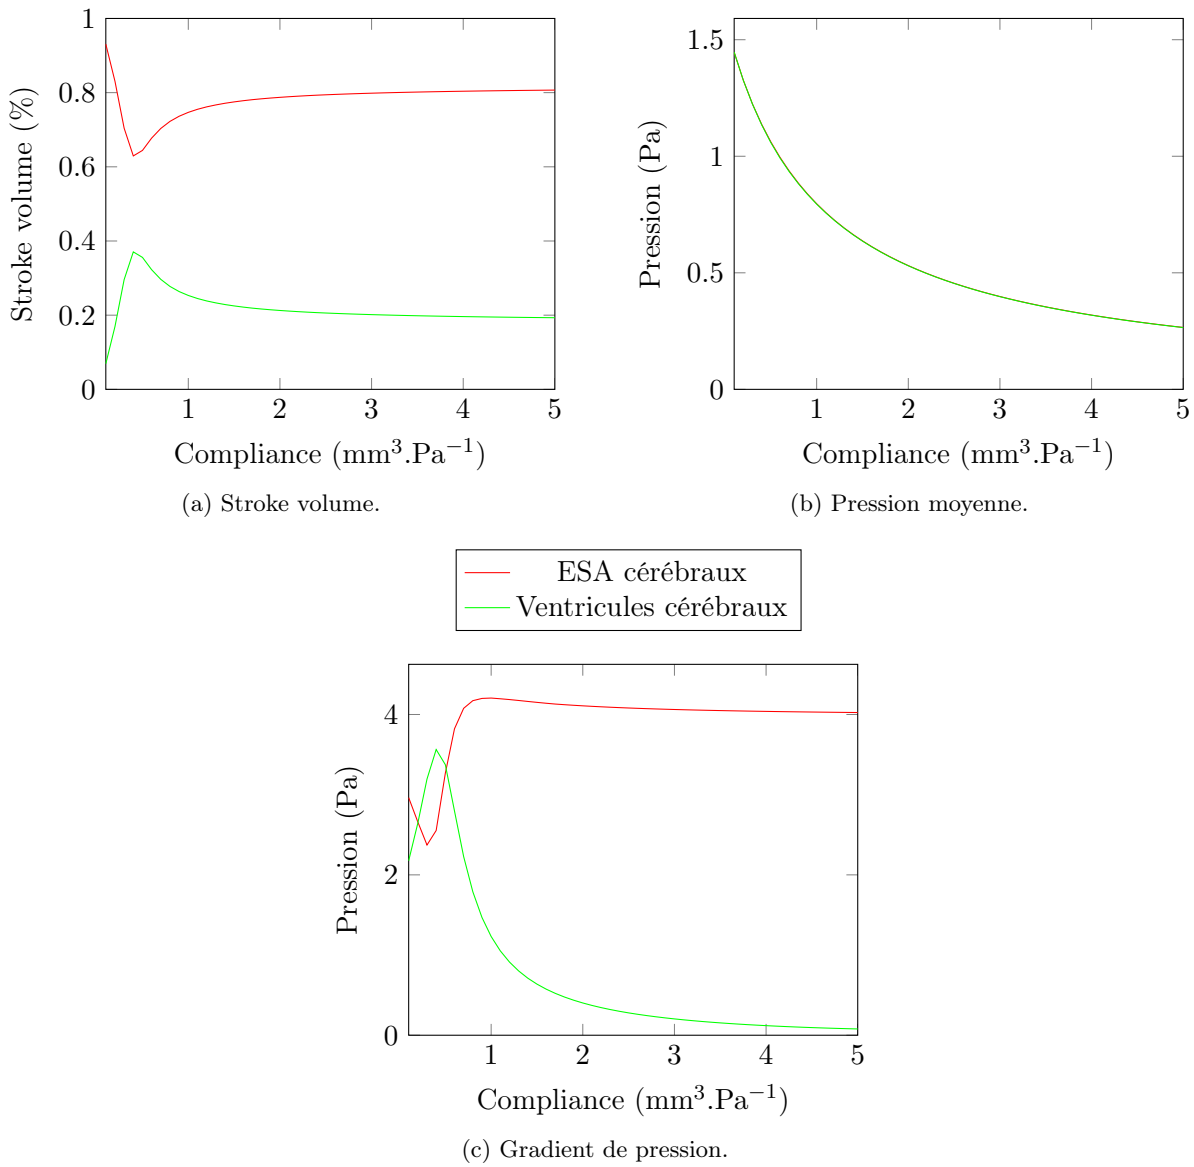 1
0.8
0.6
0.4
0.2
0
1 2 3 4 5
Stroke volume (%)
Compliance (mm³.Pa⁻¹)
(a) Stroke volume.
1.5
1
0.5
0
1 2 3 4 5
Pression (Pa)
Compliance (mm³.Pa⁻¹)
(b) Pression moyenne.
ESA cérébraux
Ventricules cérébraux
4
2
0
1 2 3 4 5
Pression (Pa)
Compliance (mm³.Pa⁻¹)
(c) Gradient de pression.